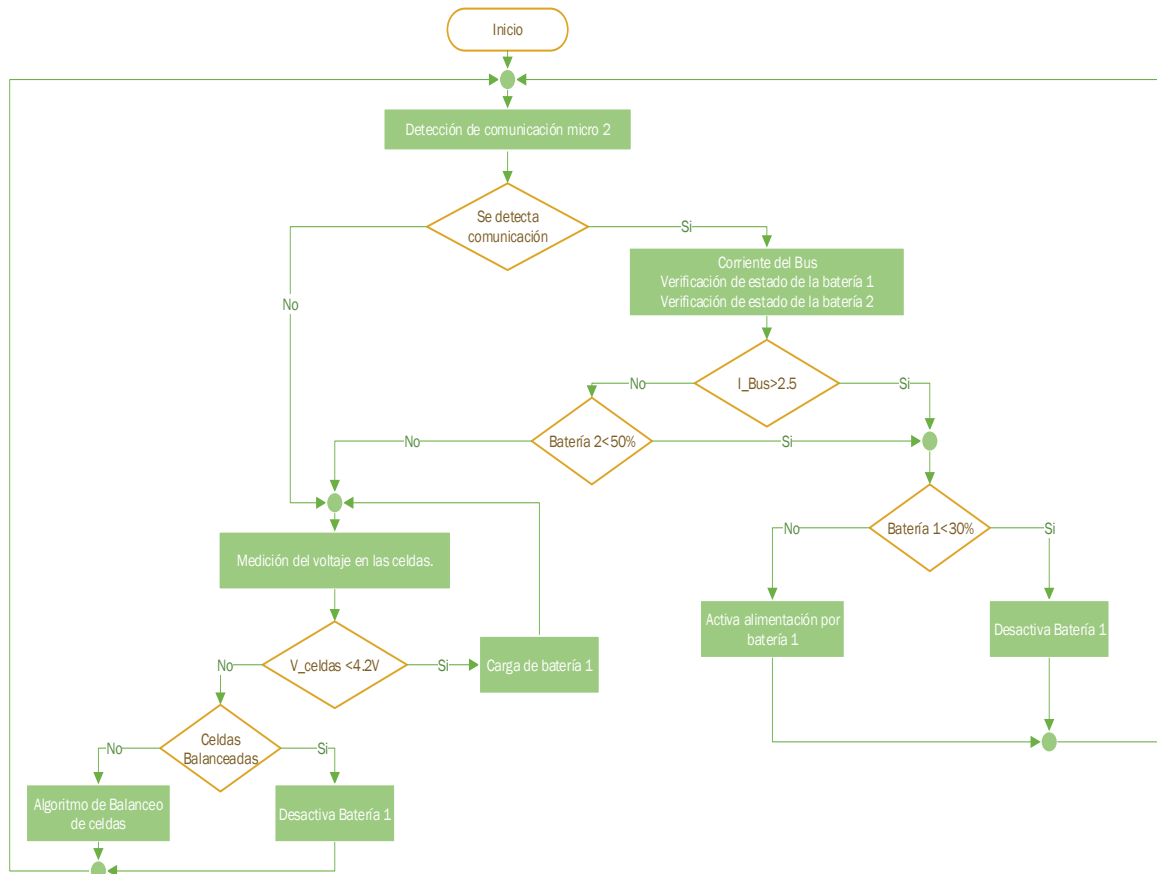 Inicio
Detección de comunicación micro 2
Se detecta
comunicación
Si
No
Corriente del Bus
Verificación de estado de la batería 1
Verificación de estado de la batería 2
I_Bus>2.5
No
Si
Batería 2<50%
No
Si
Batería 1<30%
No
Si
Medición del voltaje en las celdas.
Activa alimentación por
batería 1
Desactiva Batería 1
V_celdas <4.2V
No
Si
Carga de batería 1
Celdas
Balanceadas
No
Si
Algoritmo de Balanceo
de celdas
Desactiva Batería 1